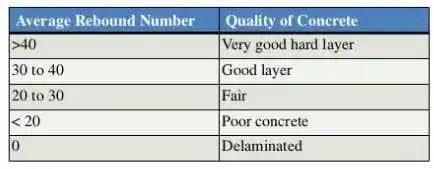 Average Rebound Number Quality of Concrete
>40 Very good hard layer
30 to 40 Good layer
20 to 30 Fair
< 20 Poor concrete
0 Delaminated